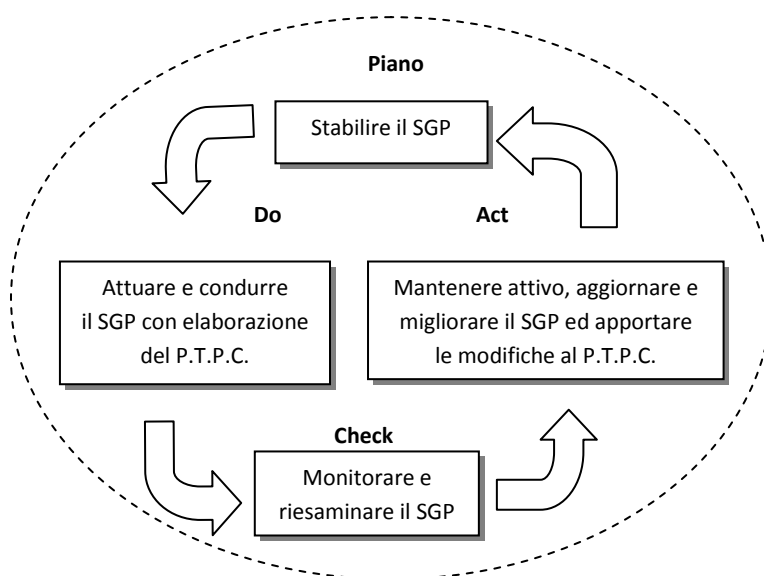 Piano
Stabilire il SGP
Do
Act
Attuare e condurre
il SGP con elaborazione
del P.T.P.C.
Mantenere attivo, aggiornare e
migliorare il SGP ed apportare
le modifiche al P.T.P.C.
Check
Monitorare e
riesaminare il SGP